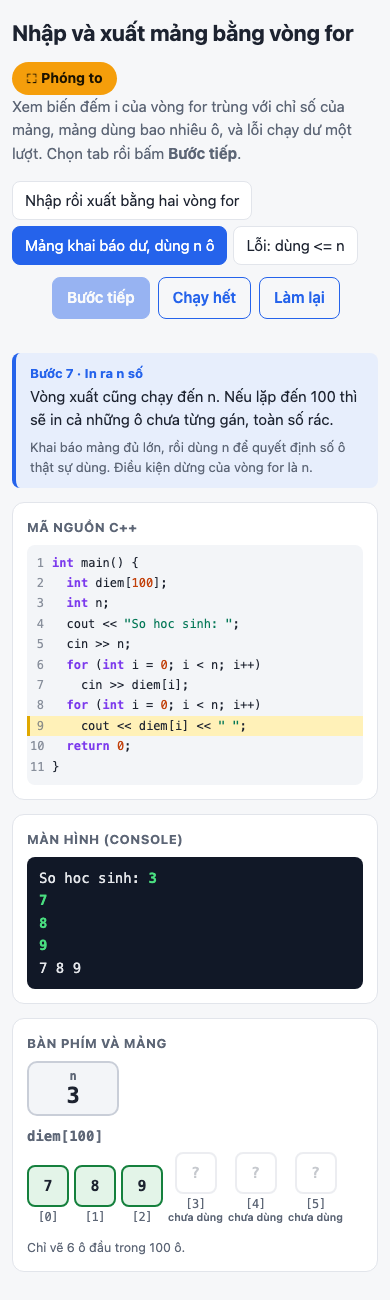 Nhập và xuất mảng bằng vòng for
⛶ Phóng to
Xem biến đếm i của vòng for trùng với chỉ số của
mảng, mảng dùng bao nhiêu ô, và lỗi chạy dư một
lượt. Chọn tab rồi bấm Bước tiếp.
Nhập rồi xuất bằng hai vòng for
Mảng khai báo dư, dùng n ô
Lỗi: dùng <= n
Bước tiếp
Chạy hết
Làm lại
Bước 7 · In ra n số
Vòng xuất cũng chạy đến n. Nếu lặp đến 100 thì
sẽ in cả những ô chưa từng gán, toàn số rác.
Khai báo mảng đủ lớn, rồi dùng n để quyết định số ô
thật sự dùng. Điều kiện dừng của vòng for là n.
MÃ NGUỒN C++
1 int main() {
2   int diem[100];
3   int n;
4   cout << "So hoc sinh: ";
5   cin >> n;
6   for (int i = 0; i < n; i++)
7     cin >> diem[i];
8   for (int i = 0; i < n; i++)
9     cout << diem[i] << " ";
10   return 0;
11 }
MÀN HÌNH (CONSOLE)
So hoc sinh: 3
7
8
9
7 8 9
BÀN PHÍM VÀ MẢNG
n
3
diem[100]
7 8 9 ? ? ?
[0] [1] [2] [3] [4] [5]
chưa dùng chưa dùng chưa dùng
Chỉ vẽ 6 ô đầu trong 100 ô.